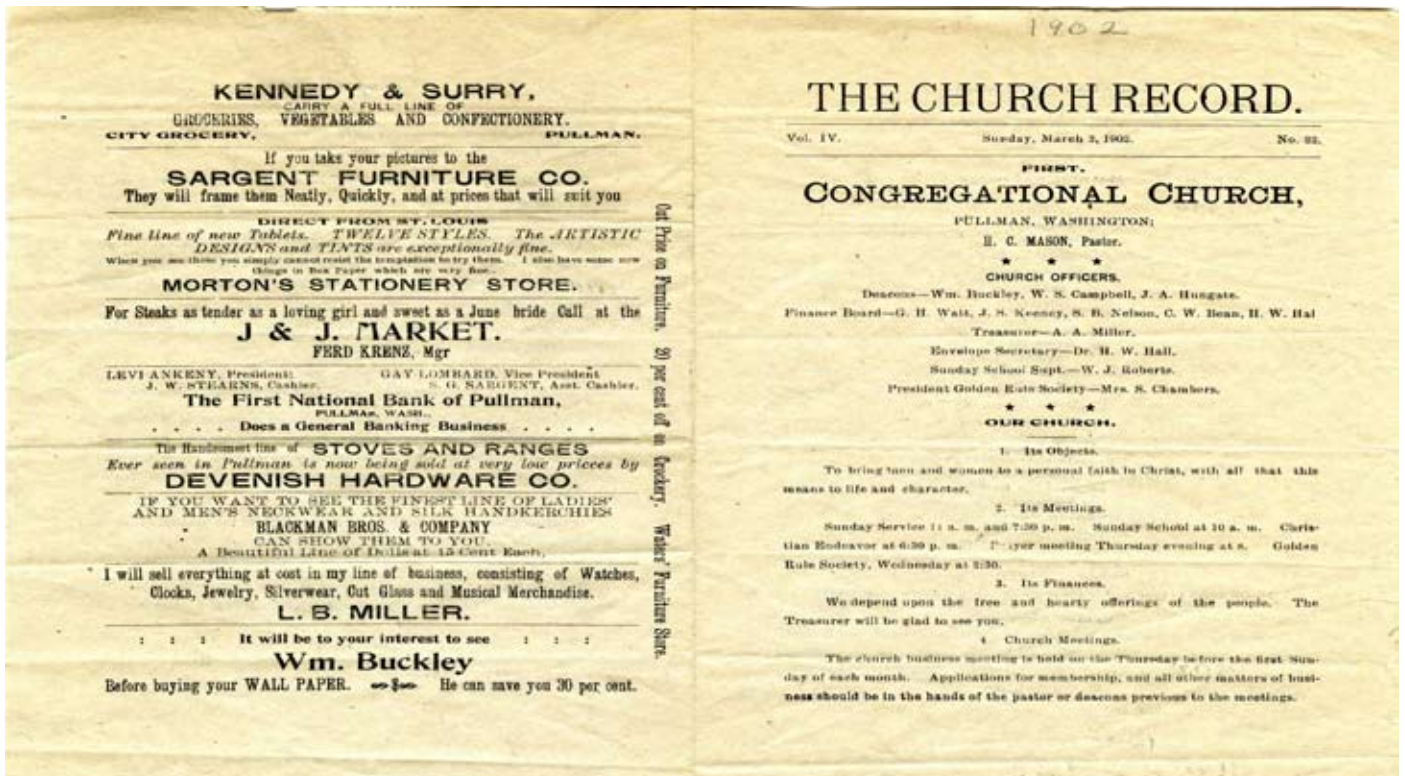 KENNEDY & SURRY,
CARRY A FULL LINE OF
GROCERIES, VEGETABLES AND CONFECTIONERY.
CITY GROCERY, PULLMAN.
If you take your pictures to the
SARGENT FURNITURE CO.
They will frame them Neatly, Quickly, and at prices that will suit you
DIRECT FROM ST. LOUIS
Fine line of new Tablets. TWELVE STYLES. The ARTISTIC
DESIGNS and TINTS are exceptionally fine.
When you see these you simply cannot resist the temptation to try them. I also have some new
things in Box Paper which are very fine.
MORTON'S STATIONERY STORE.
For Steaks as tender as a loving girl and sweet as a June bride Call at the
J & J. MARKET.
FERD KRENZ, Mgr
LEVI ANKENY, President; GAY LOMBARD, Vice President
J. W. STEARNS, Cashier. S. G. SARGENT, Asst. Cashier.
The First National Bank of Pullman,
PULLMAN, WASH.,
. . . . Does a General Banking Business . . . .
The Handsomest line of STOVES AND RANGES
Ever seen in Pullman is now being sold at very low prices by
DEVENISH HARDWARE CO.
IF YOU WANT TO SEE THE FINEST LINE OF LADIES'
AND MEN'S NECKWEAR AND SILK HANDKERCHIES
BLACKMAN BROS. & COMPANY
CAN SHOW THEM TO YOU.
A Beautiful Line of Dolls at 15 Cent Each,
I will sell everything at cost in my line of business, consisting of Watches,
Clocks, Jewelry, Silverwear, Cut Glass and Musical Merchandise.
L. B. MILLER.
: : : It will be to your interest to see : : :
Wm. Buckley
Before buying your WALL PAPER. $ He can save you 30 per cent.
Cut Price on Furniture. 20 per cent off on Crockery. Waters' Furniture Store.
1902
THE CHURCH RECORD.
Vol. IV. Sunday, March 2, 1902. No.
FIRST.
CONGREGATIONAL CHURCH,
PULLMAN, WASHINGTON;
H. C. MASON, Pastor.
★ ★ ★
CHURCH OFFICERS.
Deacons—Wm. Buckley, W. S. Campbell, J. A. Hungate.
Finance Board—G. H. Watt, J. S. Keeney, S. B. Nelson, C. W. Bean, H. W. Hal
Treasurer—A. A. Miller.
Envelope Secretary—Dr. H. W. Hall.
Sunday School Supt.—W. J. Roberts.
President Golden Rule Society—Mrs. S. Chambers.
★ ★ ★
OUR CHURCH.
1. Its Objects.
To bring men and women to a personal faith in Christ, with all that this
means to life and character.
2. Its Meetings.
Sunday Service 11 a. m. and 7:30 p. m. Sunday School at 10 a. m. Chris-
tian Endeavor at 6:30 p. m. Prayer meeting Thursday evening at 8. Golden
Rule Society, Wednesday at 2:30.
3. Its Finances.
We depend upon the free and hearty offerings of the people. The
Treasurer will be glad to see you.
4 Church Meetings.
The church business meeting is held on the Thursday before the first Sun-
day of each month. Applications for membership, and all other matters of busi-
ness should be in the hands of the pastor or deacons previous to the meetings.